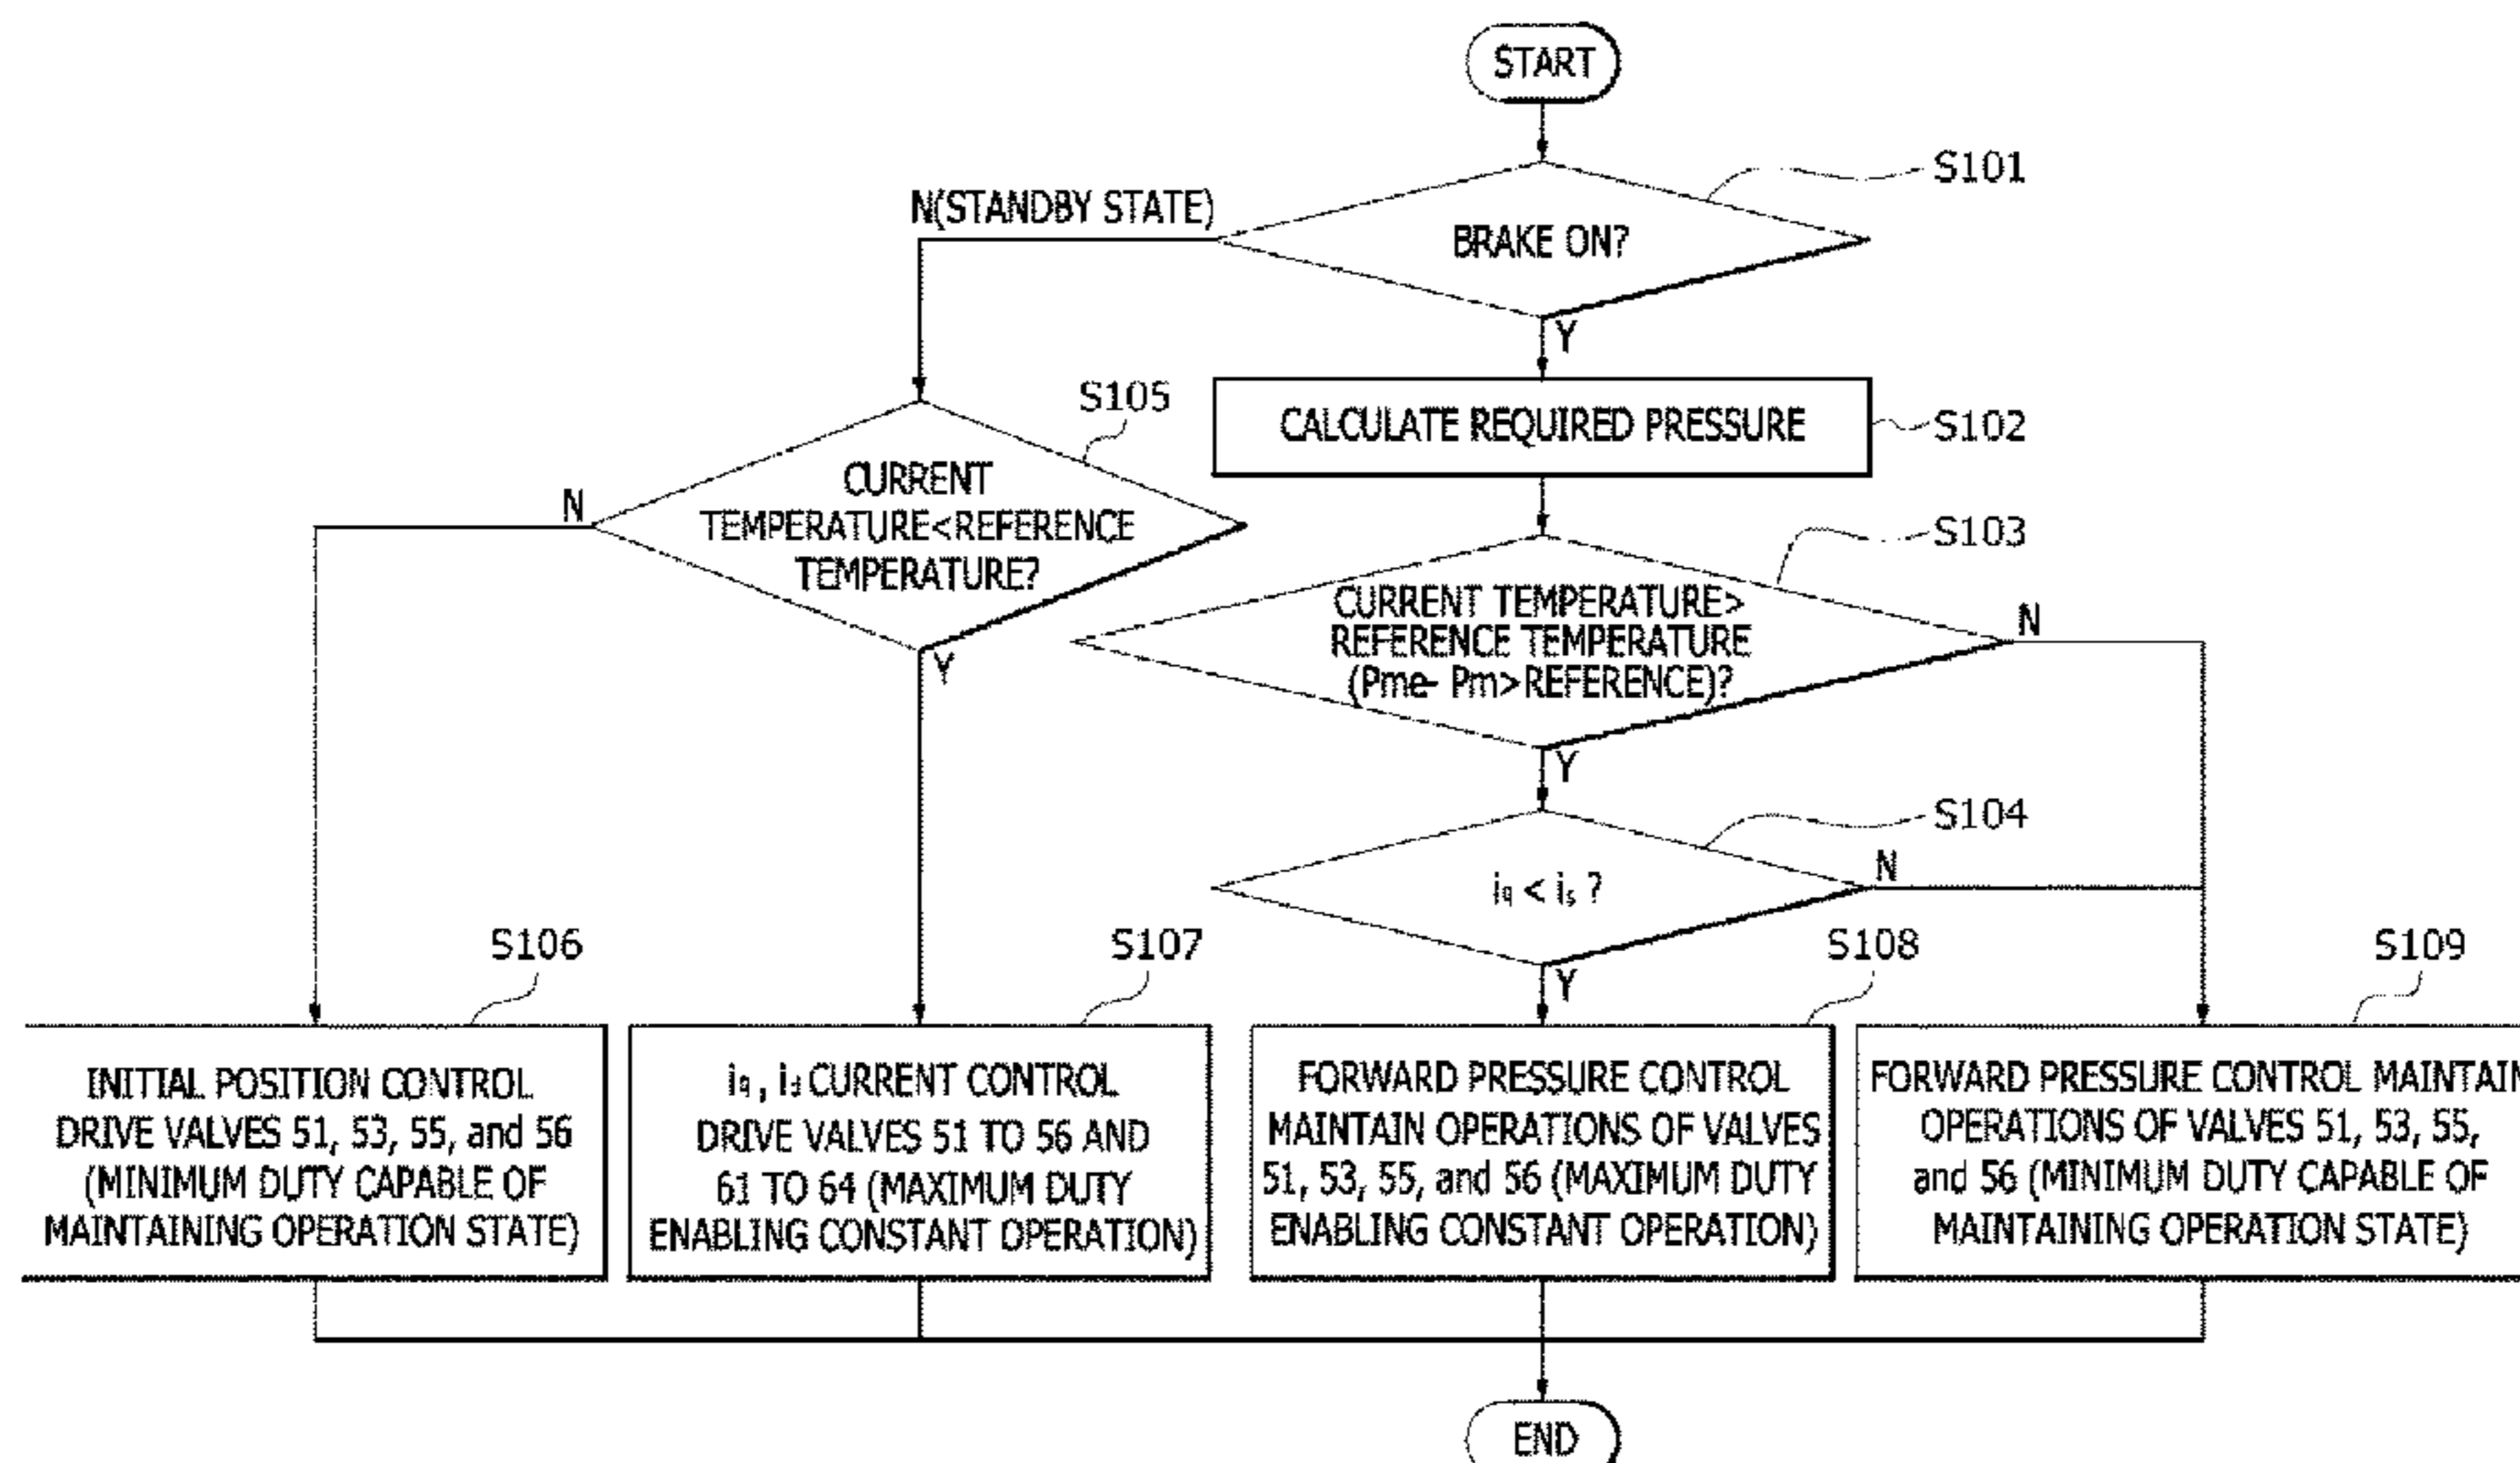 START
S101
N(STANDBY STATE)
BRAKE ON?
Y
S105
CALCULATE REQUIRED PRESSURE
S102
CURRENT
TEMPERATURE<REFERENCE
TEMPERATURE?
N
Y
S103
CURRENT TEMPERATURE>
REFERENCE TEMPERATURE
(Pme- Pm>REFERENCE)?
N
Y
S104
iq < is ?
N
Y
S106
S107
S108
S109
INITIAL POSITION CONTROL
DRIVE VALVES 51, 53, 55, and 56
(MINIMUM DUTY CAPABLE OF
MAINTAINING OPERATION STATE)
iq , id CURRENT CONTROL
DRIVE VALVES 51 TO 56 AND
61 TO 64 (MAXIMUM DUTY
ENABLING CONSTANT OPERATION)
FORWARD PRESSURE CONTROL
MAINTAIN OPERATIONS OF VALVES
51, 53, 55, and 56 (MAXIMUM DUTY
ENABLING CONSTANT OPERATION)
FORWARD PRESSURE CONTROL MAINTAIN
OPERATIONS OF VALVES 51, 53, 55,
and 56 (MINIMUM DUTY CAPABLE OF
MAINTAINING OPERATION STATE)
END